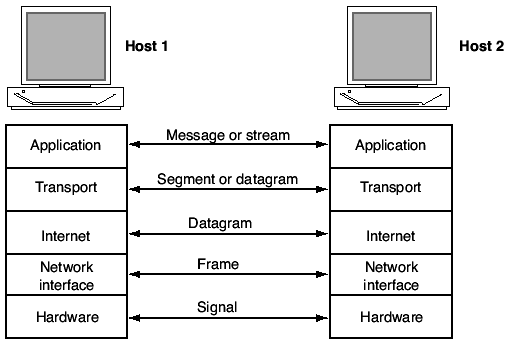 Host 1
Host 2
Application
Message or stream
Application
Transport
Segment or datagram
Transport
Internet
Datagram
Internet
Network
interface
Frame
Network
interface
Hardware
Signal
Hardware